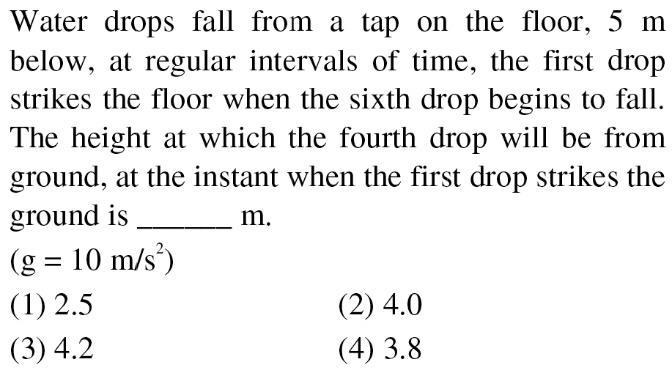 Water drops fall from a tap on the floor, 5 m
below, at regular intervals of time, the first drop
strikes the floor when the sixth drop begins to fall.
The height at which the fourth drop will be from
ground, at the instant when the first drop strikes the
ground is ______ m.
(g = 10 m/s²)
(1) 2.5 (2) 4.0
(3) 4.2 (4) 3.8